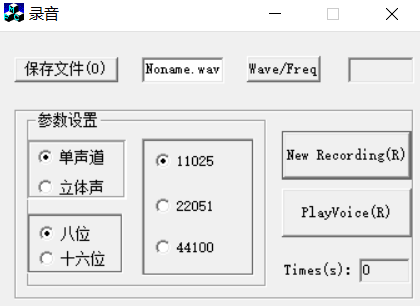 录音
保存文件(O) Noname.wav Wave/Freq
参数设置
单声道
立体声
八位
十六位
11025
22051
44100
New Recording(R)
PlayVoice(R)
Times(s): 0